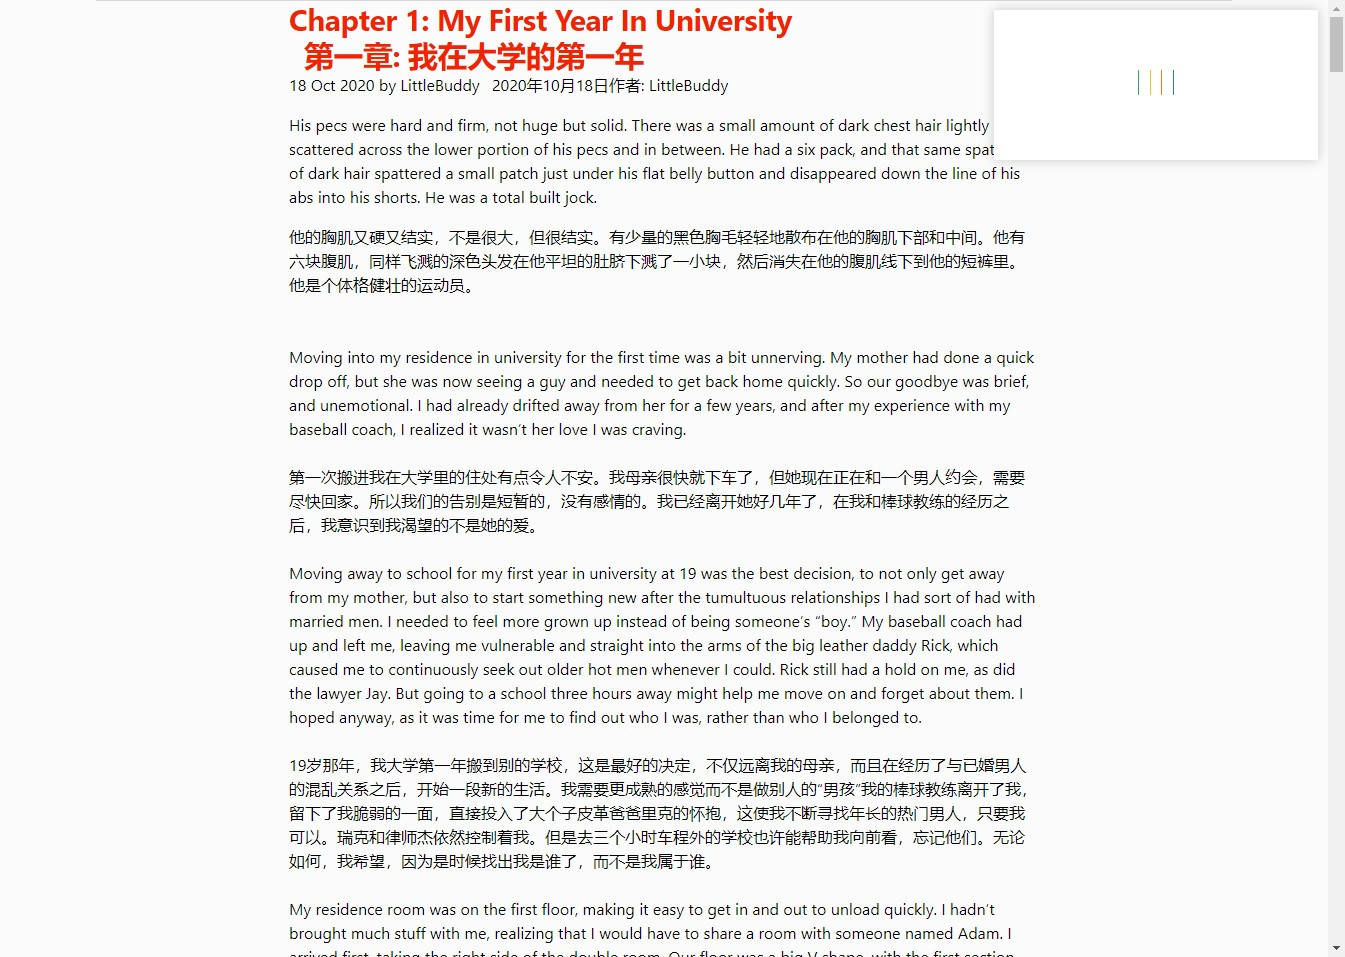 Chapter 1: My First Year In University
第一章: 我在大学的第一年
18 Oct 2020 by LittleBuddy 2020年10月18日作者: LittleBuddy
His pecs were hard and firm, not huge but solid. There was a small amount of dark chest hair lightly
scattered across the lower portion of his pecs and in between. He had a six pack, and that same
of dark hair spattered a small patch just under his flat belly button and disappeared down the line of his
abs into his shorts. He was a total built jock.
他的胸肌又硬又结实，不是很大，但很结实。有少量的黑色胸毛轻轻地散布在他的胸肌下部和中间。他有
六块腹肌，同样飞溅的深色头发在他平坦的肚脐下溅了一小块，然后消失在他的腹肌线下到他的短裤里。
他是个体格健壮的运动员。
Moving into my residence in university for the first time was a bit unnerving. My mother had done a quick
drop off, but she was now seeing a guy and needed to get back home quickly. So our goodbye was brief,
and unemotional. I had already drifted away from her for a few years, and after my experience with my
baseball coach, I realized it wasn’t her love I was craving.
第一次搬进我在大学里的住处有点令人不安。我母亲很快就下车了，但她现在正在和一个男人约会，需要
尽快回家。所以我们的告别是短暂的，没有感情的。我已经离开她好几年了，在我和棒球教练的经历之
后，我意识到我渴望的不是她的爱。
Moving away to school for my first year in university at 19 was the best decision, to not only get away
from my mother, but also to start something new after the tumultuous relationships I had sort of had with
married men. I needed to feel more grown up instead of being someone’s “boy.” My baseball coach had
up and left me, leaving me vulnerable and straight into the arms of the big leather daddy Rick, which
caused me to continuously seek out older hot men whenever I could. Rick still had a hold on me, as did
the lawyer Jay. But going to a school three hours away might help me move on and forget about them. I
hoped anyway, as it was time for me to find out who I was, rather than who I belonged to.
19岁那年，我大学第一年搬到别的学校，这是最好的决定，不仅远离我的母亲，而且在经历了与已婚男人
的混乱关系之后，开始一段新的生活。我需要更成熟的感觉而不是做别人的“男孩”我的棒球教练离开了我，
留下了我脆弱的一面，直接投入了大个子皮革爸爸里克的怀抱，这使我不断寻找年长的热门男人，只要我
可以。瑞克和律师杰依然控制着我。但是去三个小时车程外的学校也许能帮助我向前看，忘记他们。无论
如何，我希望，因为是时候找出我是谁了，而不是我属于谁。
My residence room was on the first floor, making it easy to get in and out to unload quickly. I hadn’t
brought much stuff with me, realizing that I would have to share a room with someone named Adam. I
arrived first, taking the right side of the double room. Our floor was a big V shape, with the first section